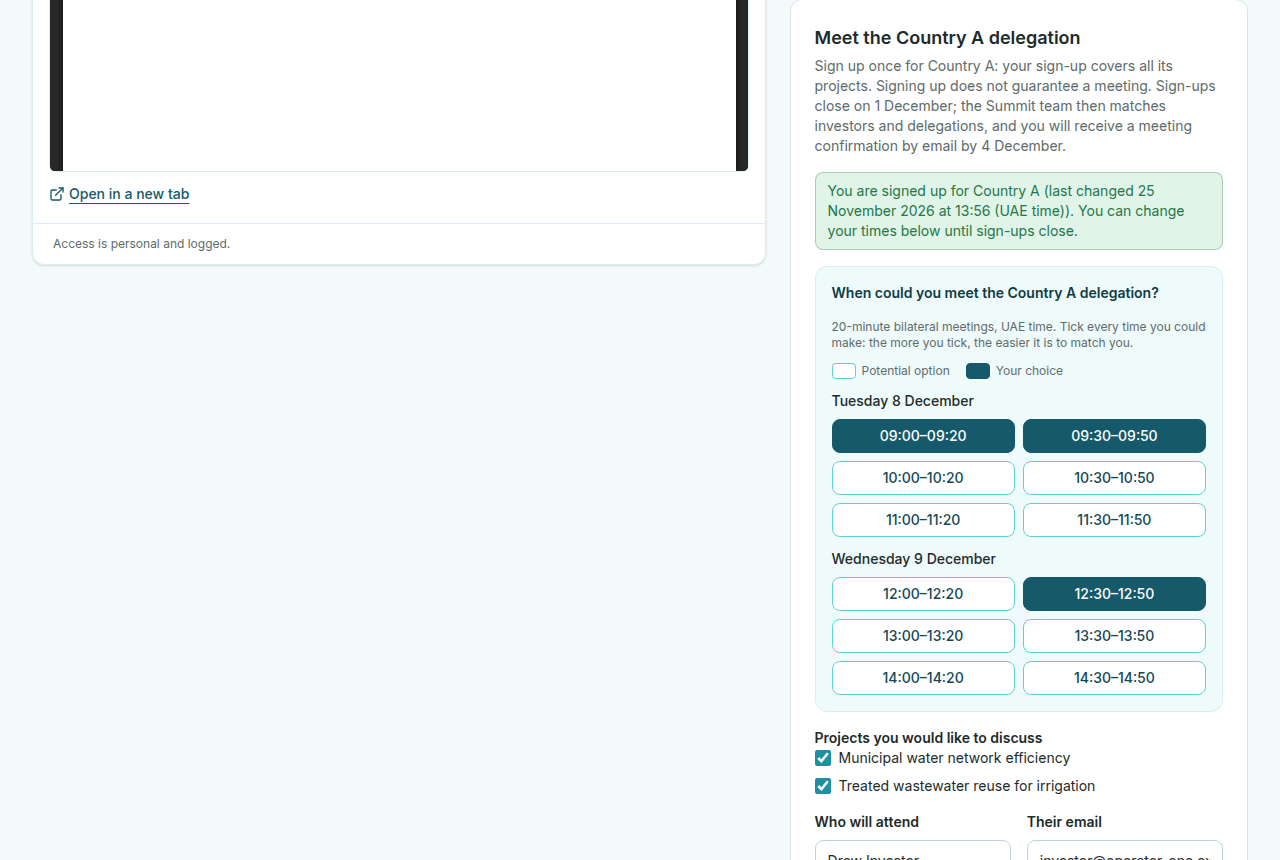 Open in a new tab
Access is personal and logged.
Meet the Country A delegation
Sign up once for Country A: your sign-up covers all its
projects. Signing up does not guarantee a meeting. Sign-ups
close on 1 December; the Summit team then matches
investors and delegations, and you will receive a meeting
confirmation by email by 4 December.
You are signed up for Country A (last changed 25
November 2026 at 13:56 (UAE time)). You can change
your times below until sign-ups close.
When could you meet the Country A delegation?
20-minute bilateral meetings, UAE time. Tick every time you could
make: the more you tick, the easier it is to match you.
Potential option Your choice
Tuesday 8 December
09:00–09:20 09:30–09:50
10:00–10:20 10:30–10:50
11:00–11:20 11:30–11:50
Wednesday 9 December
12:00–12:20 12:30–12:50
13:00–13:20 13:30–13:50
14:00–14:20 14:30–14:50
Projects you would like to discuss
Municipal water network efficiency
Treated wastewater reuse for irrigation
Who will attend Their email